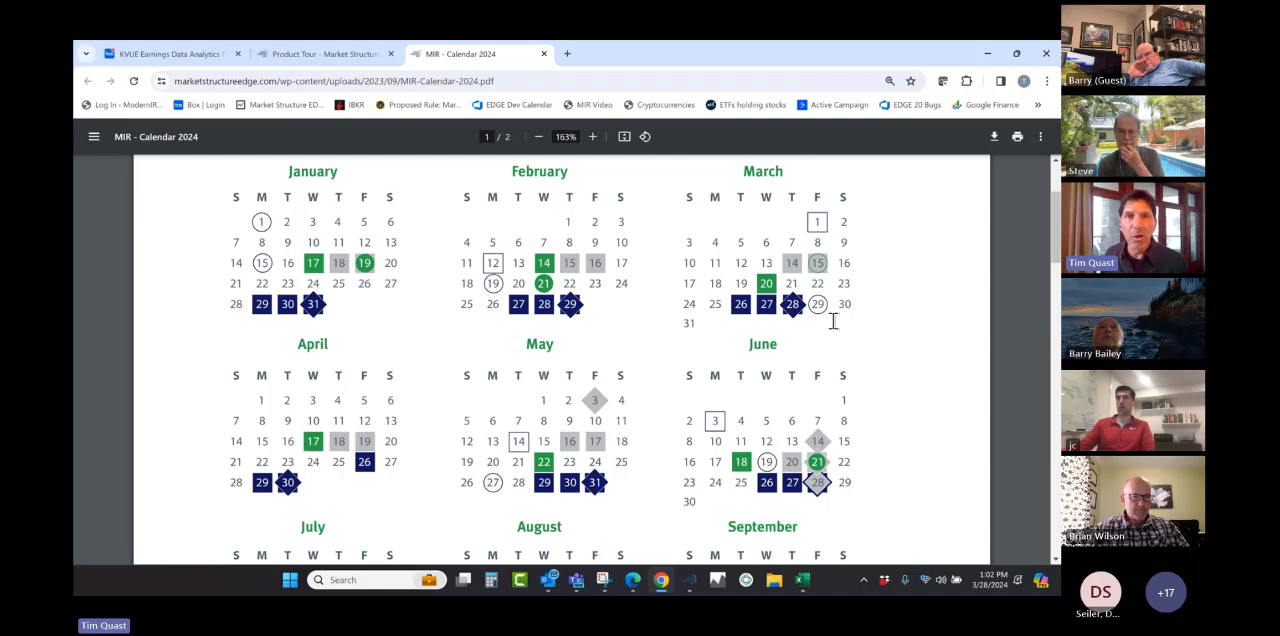 KVUE Earnings Data Analytics
Product Tour - Market Structure
MIR - Calendar 2024
marketstructureedge.com/wp-content/uploads/2023/09/MIR-Calendar-2024.pdf
T
Log In ‹ ModernIR...
Box | Login
Market Structure ED...
IBKR
Proposed Rule: Mar...
EDGE Dev Calendar
MIR Video
Cryptocurrencies
ETFs holding stocks
Active Campaign
EDGE 20 Bugs
Google Finance
»
MIR - Calendar 2024
1 / 2
163%
January February March
S M T W T F S S M T W T F S S M T W T F S
1 2 3 4 5 6 1 2 3 1 2
7 8 9 10 11 12 13 4 5 6 7 8 9 10 3 4 5 6 7 8 9
14 15 16 17 18 19 20 11 12 13 14 15 16 17 10 11 12 13 14 15 16
21 22 23 24 25 26 27 18 19 20 21 22 23 24 17 18 19 20 21 22 23
28 29 30 31 25 26 27 28 29 24 25 26 27 28 29 30
31
April May June
S M T W T F S S M T W T F S S M T W T F S
1 2 3 4 5 6 1 2 3 4 1
7 8 9 10 11 12 13 5 6 7 8 9 10 11 2 3 4 5 6 7 8
14 15 16 17 18 19 20 12 13 14 15 16 17 18 8 10 11 12 13 14 15
21 22 23 24 25 26 27 19 20 21 22 23 24 25 16 17 18 19 20 21 22
28 29 30 26 27 28 29 30 31 23 24 25 26 27 28 29
30
July August September
S M T W T F S S M T W T F S S M T W T F S
Search
1:02 PM
3/28/2024
Barry (Guest)
Steve
Tim Quast
Barry Bailey
jc
Brian Wilson
DS
+17
Seiler, D...
Tim Quast